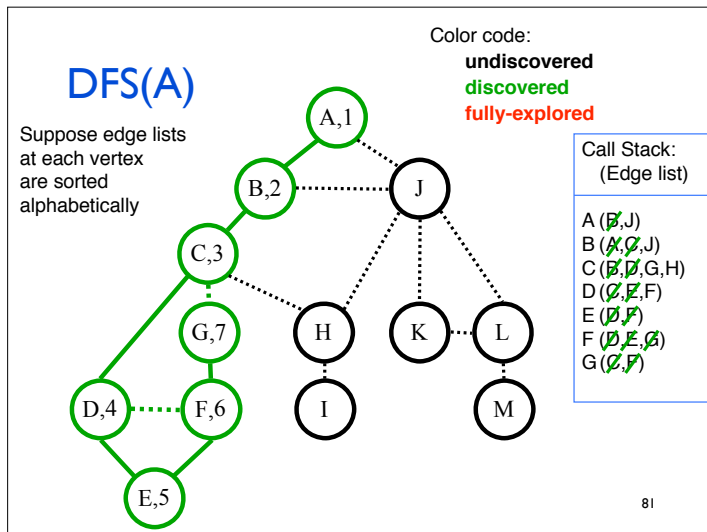 DFS(A)
Suppose edge lists
at each vertex
are sorted
alphabetically
Color code:
undiscovered
discovered
fully-explored
A,1
B,2
J
C,3
G,7
H
K
L
D,4
F,6
I
M
E,5
Call Stack:
(Edge list)
A (B,J)
B (A,C,J)
C (B,D,G,H)
D (C,E,F)
E (D,F)
F (D,E,G)
G (C,F)
81